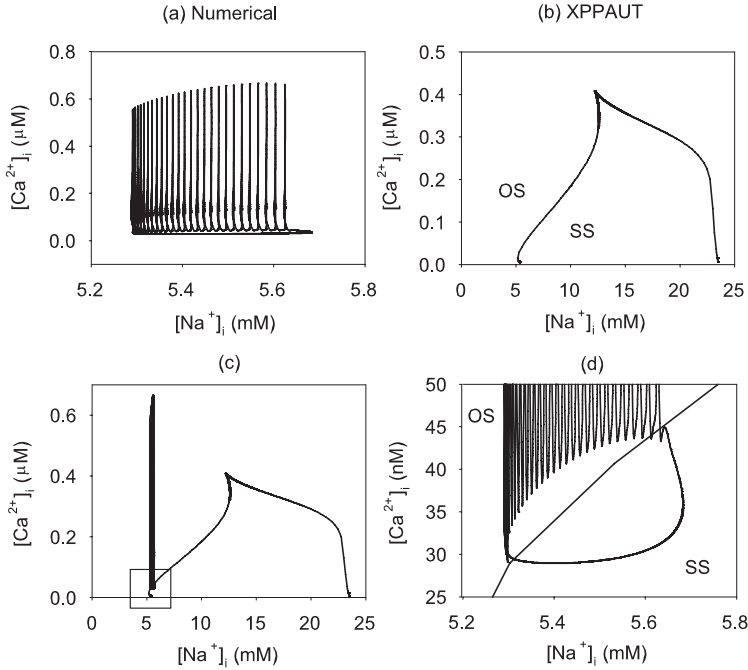 (a) Numerical
[Ca²⁺]ᵢ (μM)
0.8
0.6
0.4
0.2
0.0
5.2 5.4 5.6 5.8
[Na⁺]ᵢ (mM)
(b) XPPAUT
[Ca²⁺]ᵢ (μM)
0.5
0.4
0.3
0.2
0.1
0.0
OS
SS
0 5 10 15 20 25
[Na⁺]ᵢ (mM)
(c)
[Ca²⁺]ᵢ (μM)
0.6
0.4
0.2
0.0
0 5 10 15 20 25
[Na⁺]ᵢ (mM)
(d)
[Ca²⁺]ᵢ (nM)
50
45
40
35
30
25
OS
SS
5.2 5.4 5.6 5.8
[Na⁺]ᵢ (mM)